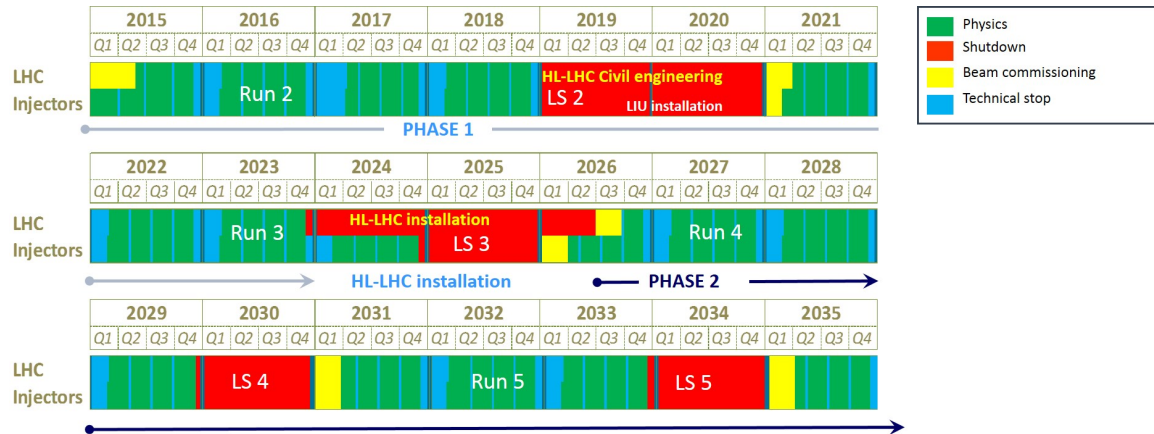 2015 2016 2017 2018 2019 2020 2021
Q1 Q2 Q3 Q4 Q1 Q2 Q3 Q4 Q1 Q2 Q3 Q4 Q1 Q2 Q3 Q4 Q1 Q2 Q3 Q4 Q1 Q2 Q3 Q4 Q1 Q2 Q3 Q4
LHC
Injectors
Run 2
HL-LHC Civil engineering
LS 2
LIU installation
PHASE 1
Physics
Shutdown
Beam commissioning
Technical stop
2022 2023 2024 2025 2026 2027 2028
Q1 Q2 Q3 Q4 Q1 Q2 Q3 Q4 Q1 Q2 Q3 Q4 Q1 Q2 Q3 Q4 Q1 Q2 Q3 Q4 Q1 Q2 Q3 Q4 Q1 Q2 Q3 Q4
LHC
Injectors
Run 3
HL-LHC installation
LS 3
Run 4
HL-LHC installation
PHASE 2
2029 2030 2031 2032 2033 2034 2035
Q1 Q2 Q3 Q4 Q1 Q2 Q3 Q4 Q1 Q2 Q3 Q4 Q1 Q2 Q3 Q4 Q1 Q2 Q3 Q4 Q1 Q2 Q3 Q4 Q1 Q2 Q3 Q4
LHC
Injectors
LS 4
Run 5
LS 5